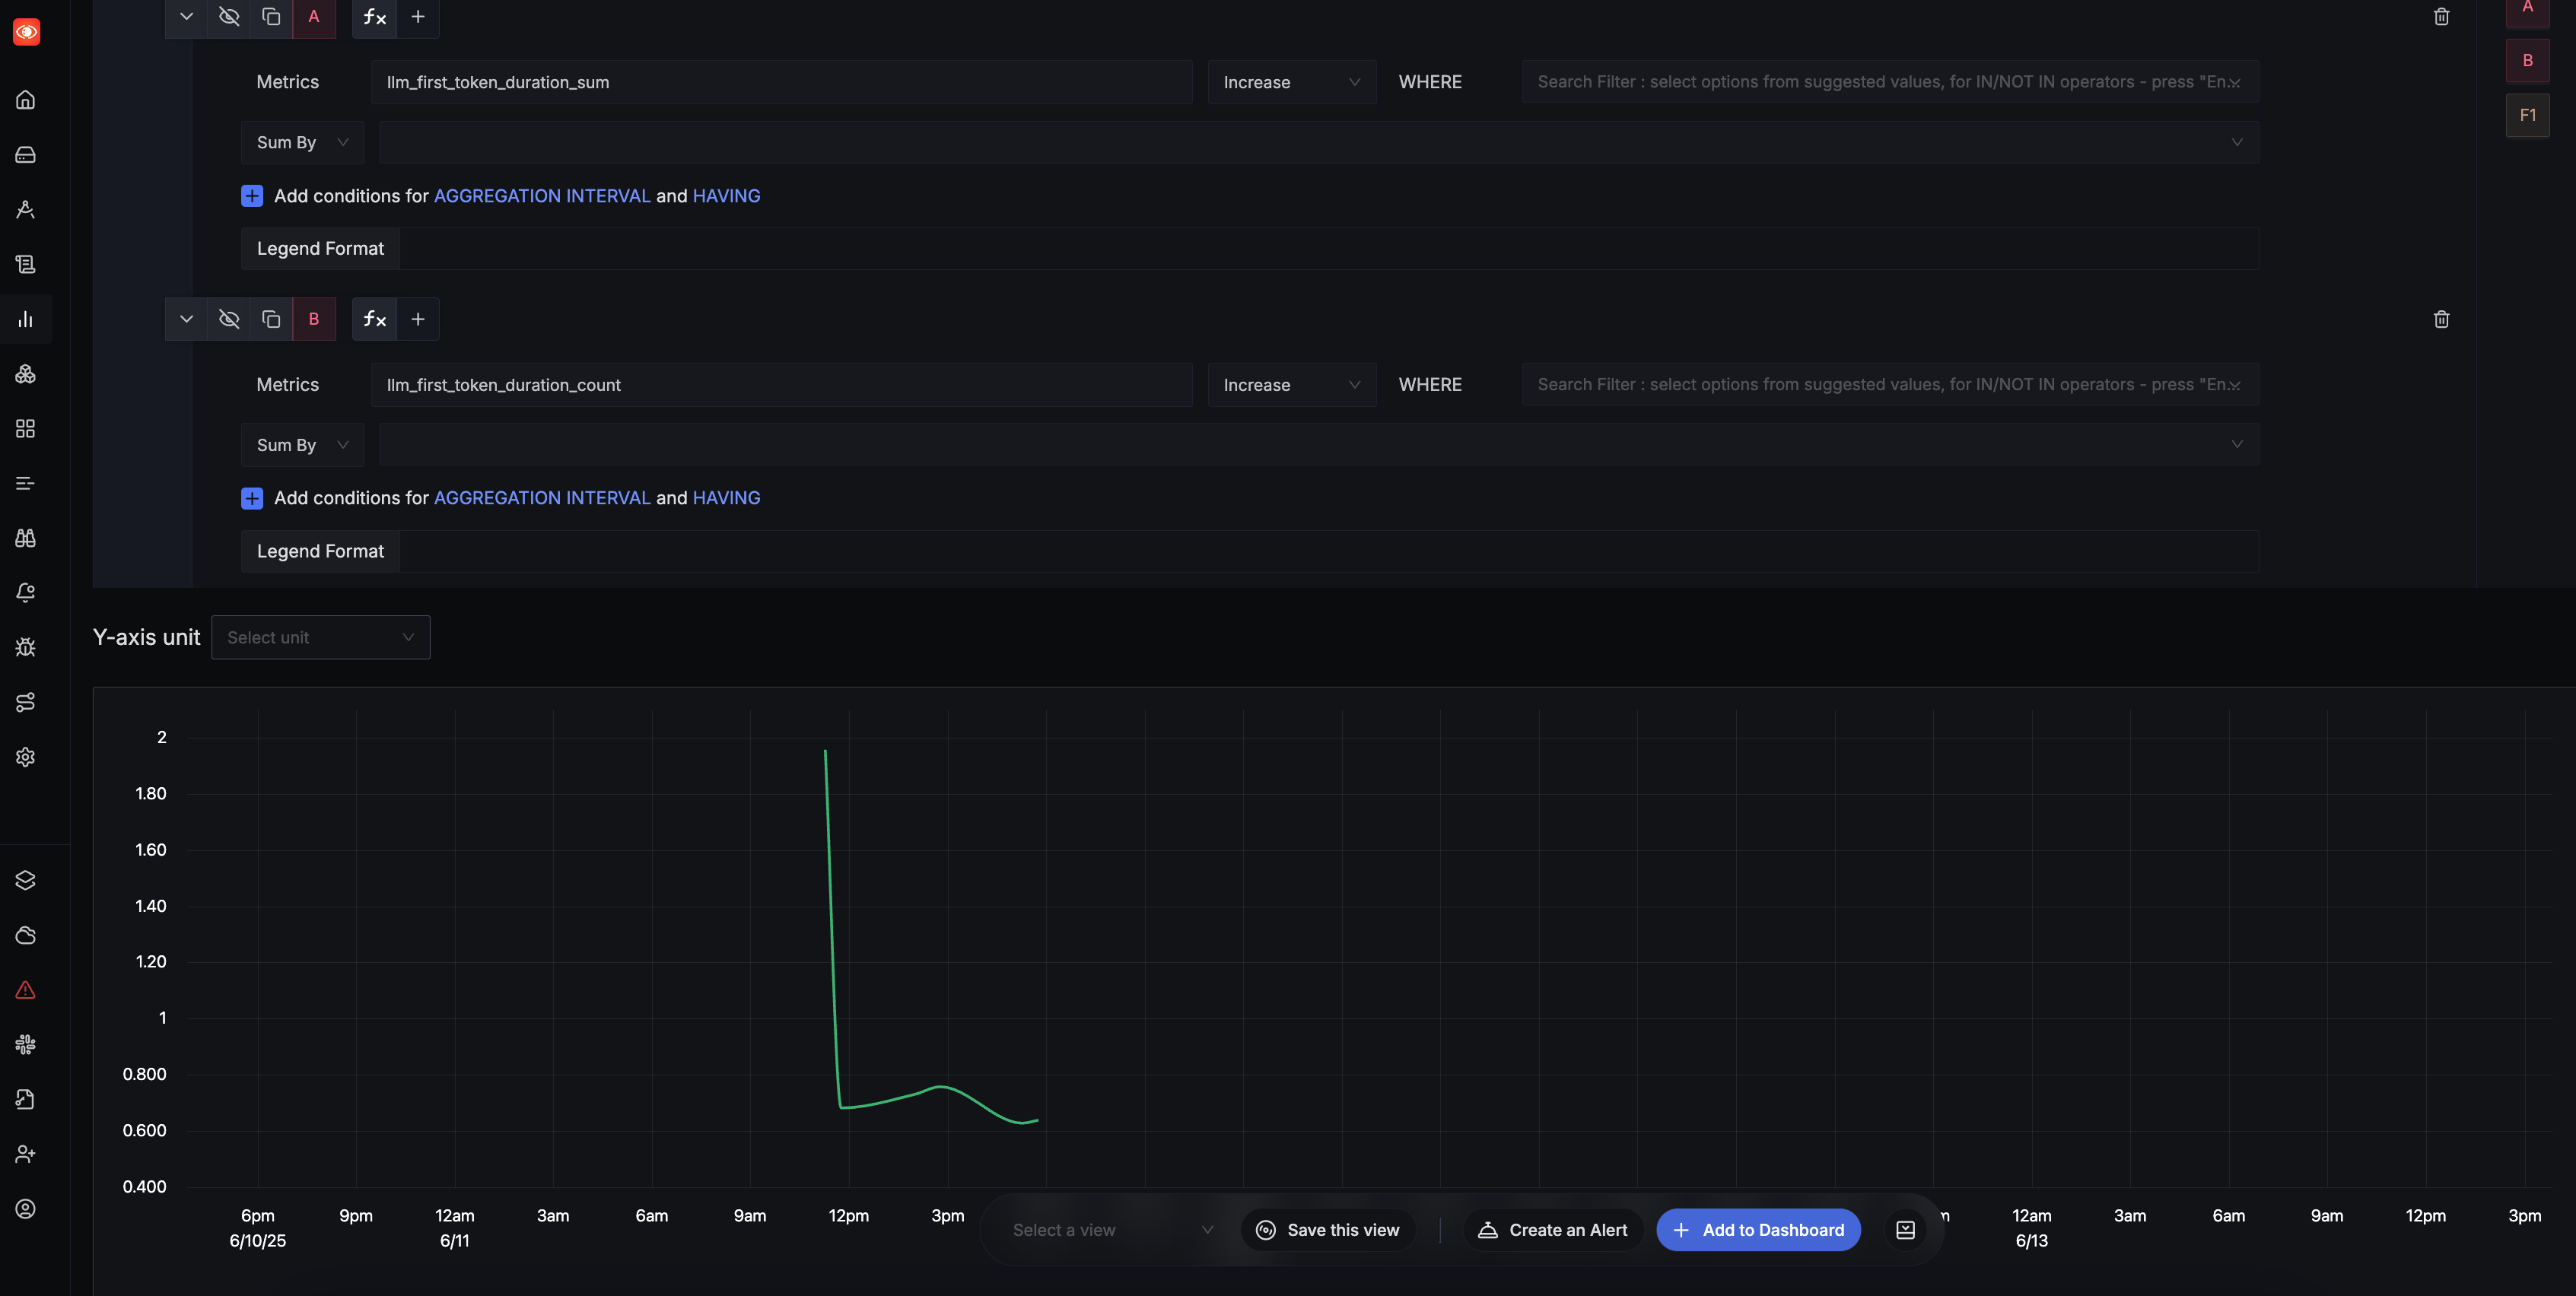 A
fx
A
Metrics
llm_first_token_duration_sum
Increase
WHERE
Search Filter : select options from suggested values, for IN/NOT IN operators - press "En...
B
F1
Sum By
Add conditions for AGGREGATION INTERVAL and HAVING
Legend Format
B
fx
Metrics
llm_first_token_duration_count
Increase
WHERE
Search Filter : select options from suggested values, for IN/NOT IN operators - press "En...
Sum By
Add conditions for AGGREGATION INTERVAL and HAVING
Legend Format
Y-axis unit
Select unit
2
1.80
1.60
1.40
1.20
1
0.800
0.600
0.400
6pm 9pm 12am 3am 6am 9am 12pm 3pm 12am 3am 6am 9am 12pm 3pm
6/10/25 6/11 6/13
Select a view
Save this view
Create an Alert
Add to Dashboard